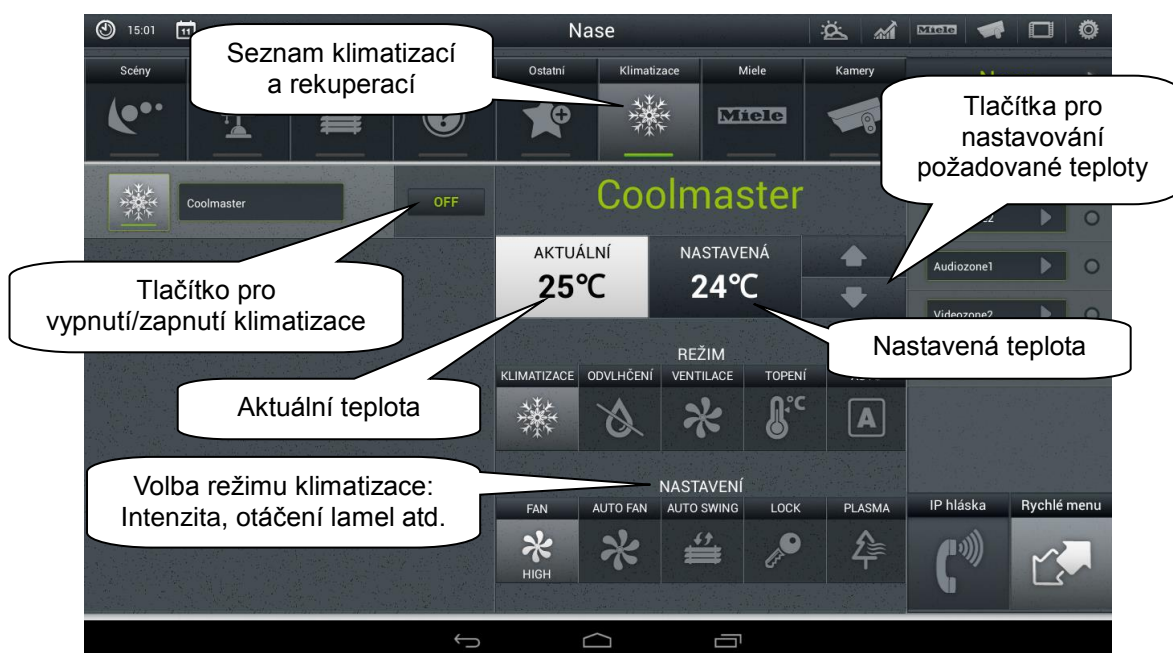 15:01
11
Nase
Miele
Seznam klimatizací
a rekuperací
Scény
Ostatní
Klimatizace
Miele
Kamery
Miele
Tlačítka pro
nastavování
požadované teploty
Coolmaster
OFF
Coolmaster
AKTUÁLNÍ
25°C
NASTAVENÁ
24°C
Audiozone1
Videozone2
Tlačítko pro
vypnutí/zapnutí klimatizace
Nastavená teplota
REŽIM
KLIMATIZACE
ODVLHČENÍ
VENTILACE
TOPENÍ
°C
A
Aktuální teplota
Volba režimu klimatizace:
Intenzita, otáčení lamel atd.
NASTAVENÍ
FAN
AUTO FAN
AUTO SWING
LOCK
PLASMA
HIGH
IP hláska
Rychlé menu